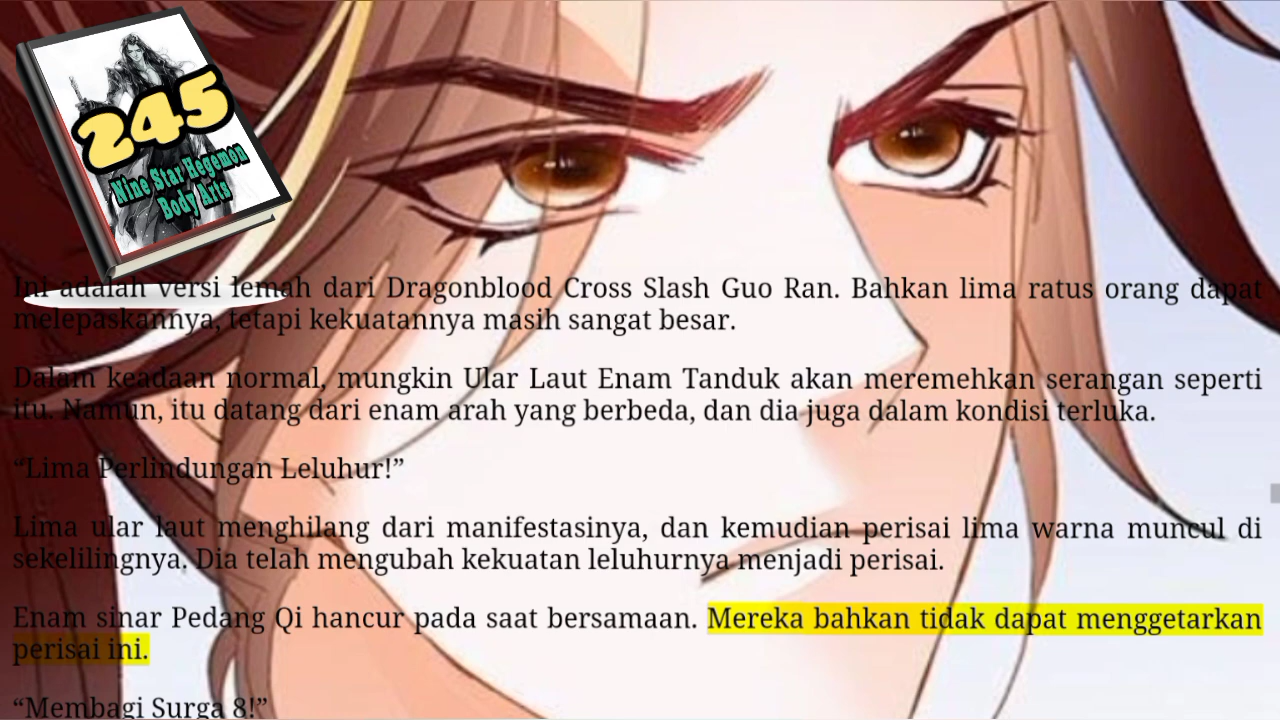 245
Nine Star Hegemon
Body Arts
Ini adalah versi lemah dari Dragonblood Cross Slash Guo Ran. Bahkan lima ratus orang dapat
melepaskannya, tetapi kekuatannya masih sangat besar.
Dalam keadaan normal, mungkin Ular Laut Enam Tanduk akan meremehkan serangan seperti
itu. Namun, itu datang dari enam arah yang berbeda, dan dia juga dalam kondisi terluka.
“Lima Perlindungan Leluhur!”
Lima ular laut menghilang dari manifestasinya, dan kemudian perisai lima warna muncul di
sekelilingnya. Dia telah mengubah kekuatan leluhurnya menjadi perisai.
Enam sinar Pedang Qi hancur pada saat bersamaan. Mereka bahkan tidak dapat menggetarkan
perisai ini.
“Membagi Surga 8!”